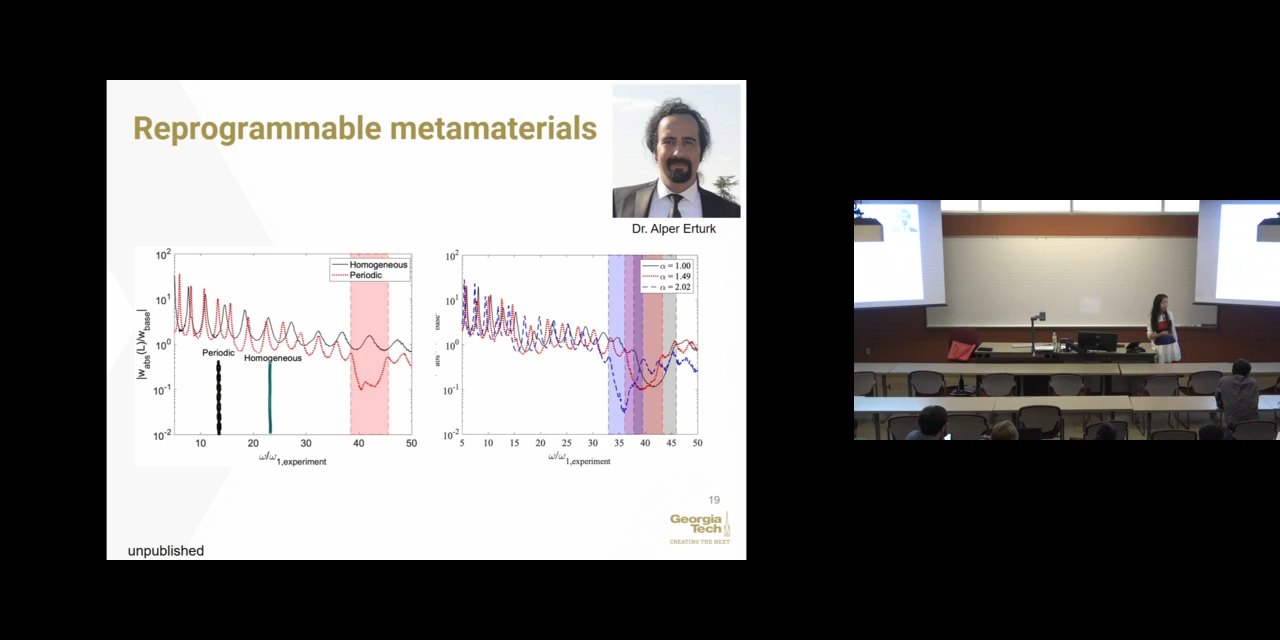 Reprogrammable metamaterials
Dr. Alper Erturk
10²
10¹
10⁰
10⁻¹
10⁻²
|w_abs(L)/w_base|
Homogeneous
Periodic
Periodic
Homogeneous
10 20 30 40 50
ω/ω1,experiment
10²
10¹
10⁰
10⁻¹
10⁻²
α = 1.00
α = 1.49
α = 2.02
5 10 15 20 25 30 35 40 45 50
ω/ω1,experiment
19
Georgia
Tech
CREATING THE NEXT
unpublished